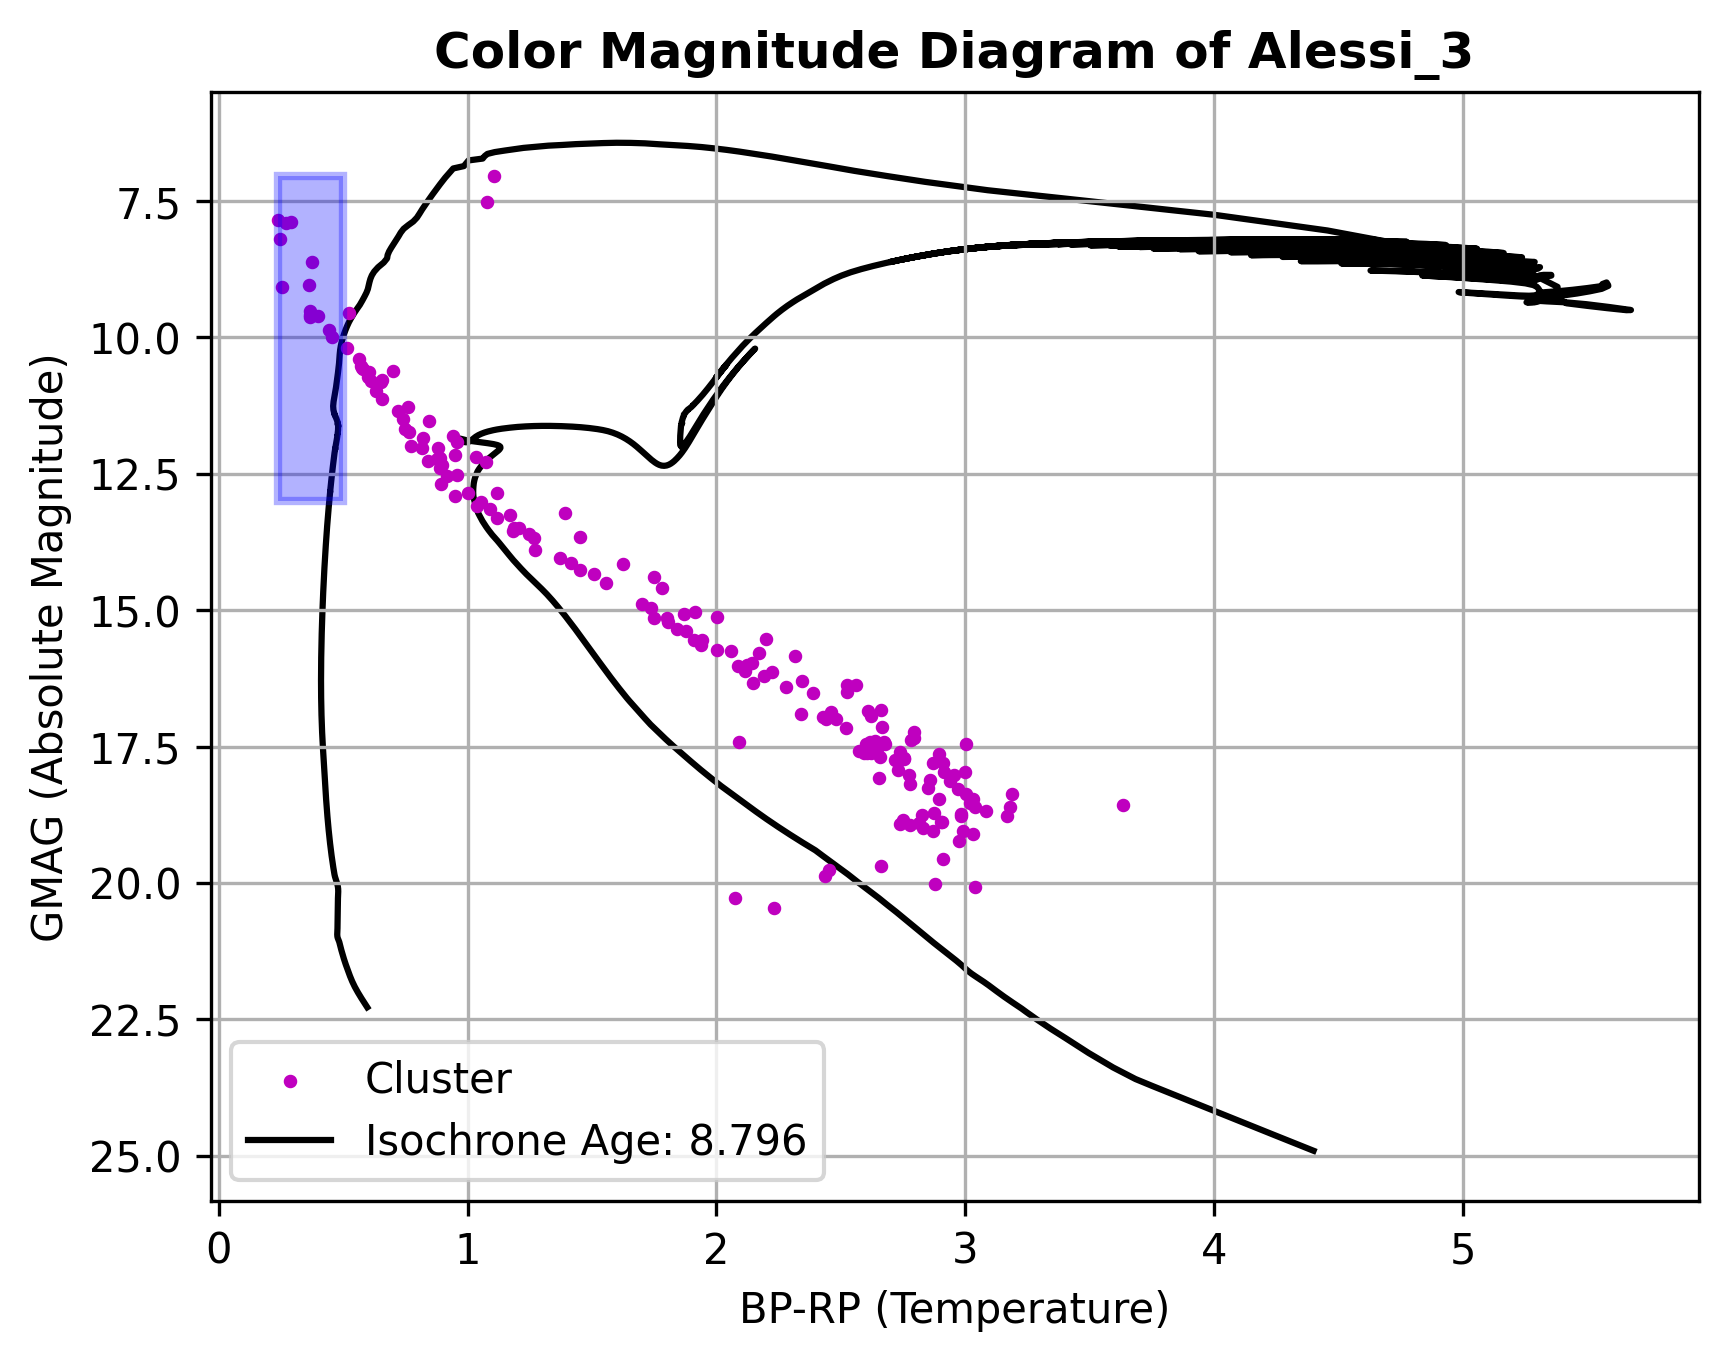 Color Magnitude Diagram of Alessi_3
GMAG (Absolute Magnitude)
7.5
10.0
12.5
15.0
17.5
20.0
22.5
25.0
Cluster
Isochrone Age: 8.796
0 1 2 3 4 5
BP-RP (Temperature)